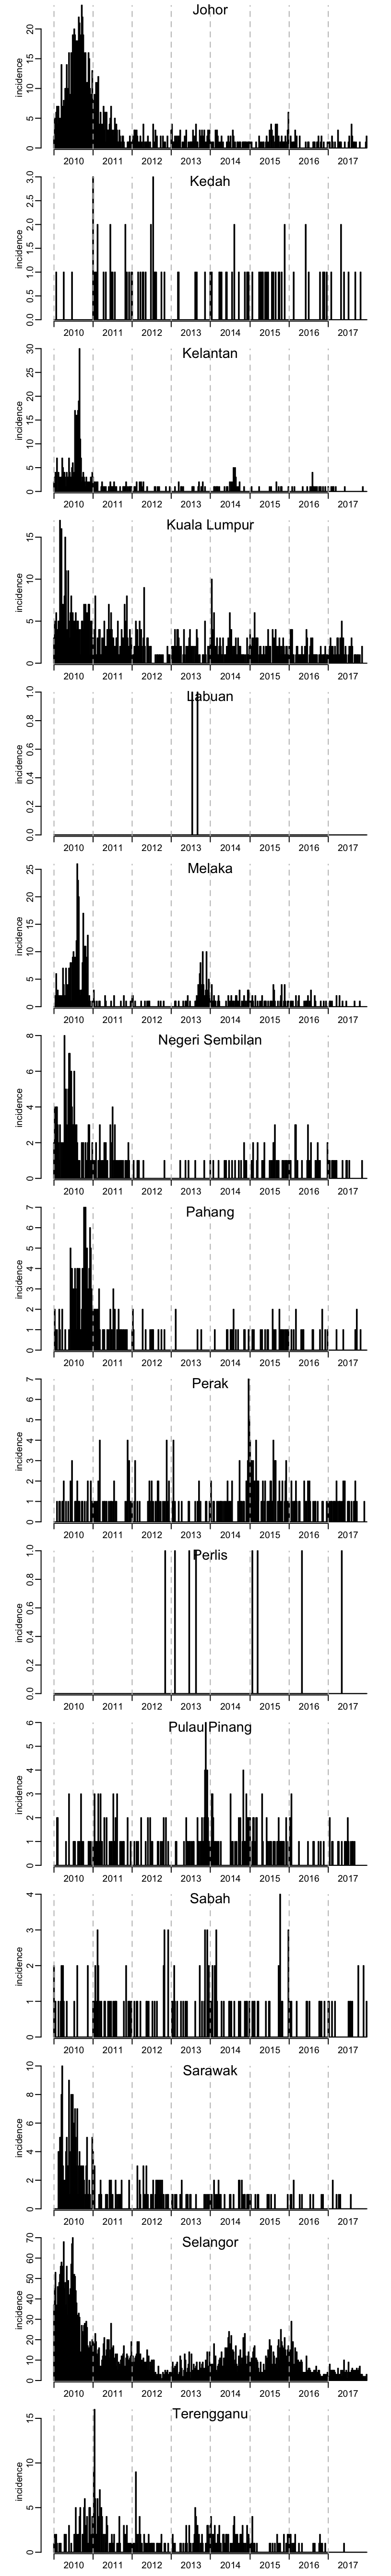 Johor
incidence
0 5 10 15 20
2010 2011 2012 2013 2014 2015 2016 2017
Kedah
incidence
0.0 0.5 1.0 1.5 2.0 2.5 3.0
2010 2011 2012 2013 2014 2015 2016 2017
Kelantan
incidence
0 5 10 15 20 25 30
2010 2011 2012 2013 2014 2015 2016 2017
Kuala Lumpur
incidence
0 5 10 15
2010 2011 2012 2013 2014 2015 2016 2017
Labuan
incidence
0.0 0.2 0.4 0.6 0.8 1.0
2010 2011 2012 2013 2014 2015 2016 2017
Melaka
incidence
0 5 10 15 20 25
2010 2011 2012 2013 2014 2015 2016 2017
Negeri Sembilan
incidence
0 2 4 6 8
2010 2011 2012 2013 2014 2015 2016 2017
Pahang
incidence
0 1 2 3 4 5 6 7
2010 2011 2012 2013 2014 2015 2016 2017
Perak
incidence
0 1 2 3 4 5 6 7
2010 2011 2012 2013 2014 2015 2016 2017
Perlis
incidence
0.0 0.2 0.4 0.6 0.8 1.0
2010 2011 2012 2013 2014 2015 2016 2017
Pulau Pinang
incidence
0 1 2 3 4 5 6
2010 2011 2012 2013 2014 2015 2016 2017
Sabah
incidence
0 1 2 3 4
2010 2011 2012 2013 2014 2015 2016 2017
Sarawak
incidence
0 2 4 6 8 10
2010 2011 2012 2013 2014 2015 2016 2017
Selangor
incidence
0 10 20 30 40 50 60 70
2010 2011 2012 2013 2014 2015 2016 2017
Terengganu
incidence
0 5 10 15
2010 2011 2012 2013 2014 2015 2016 2017